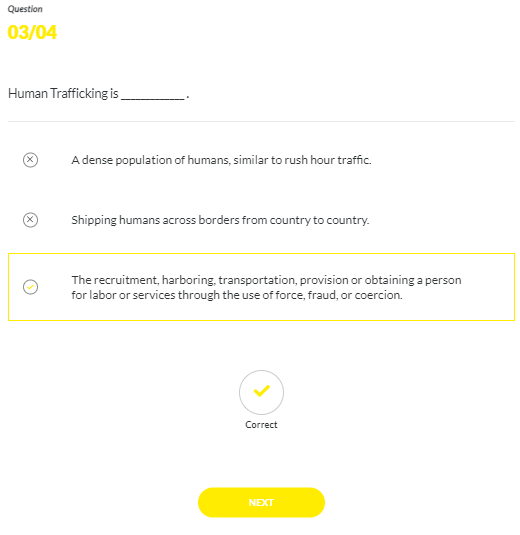 Question
03/04
Human Trafficking is ____________ .
A dense population of humans, similar to rush hour traffic.
Shipping humans across borders from country to country.
The recruitment, harboring, transportation, provision or obtaining a person
for labor or services through the use of force, fraud, or coercion.
Correct
NEXT